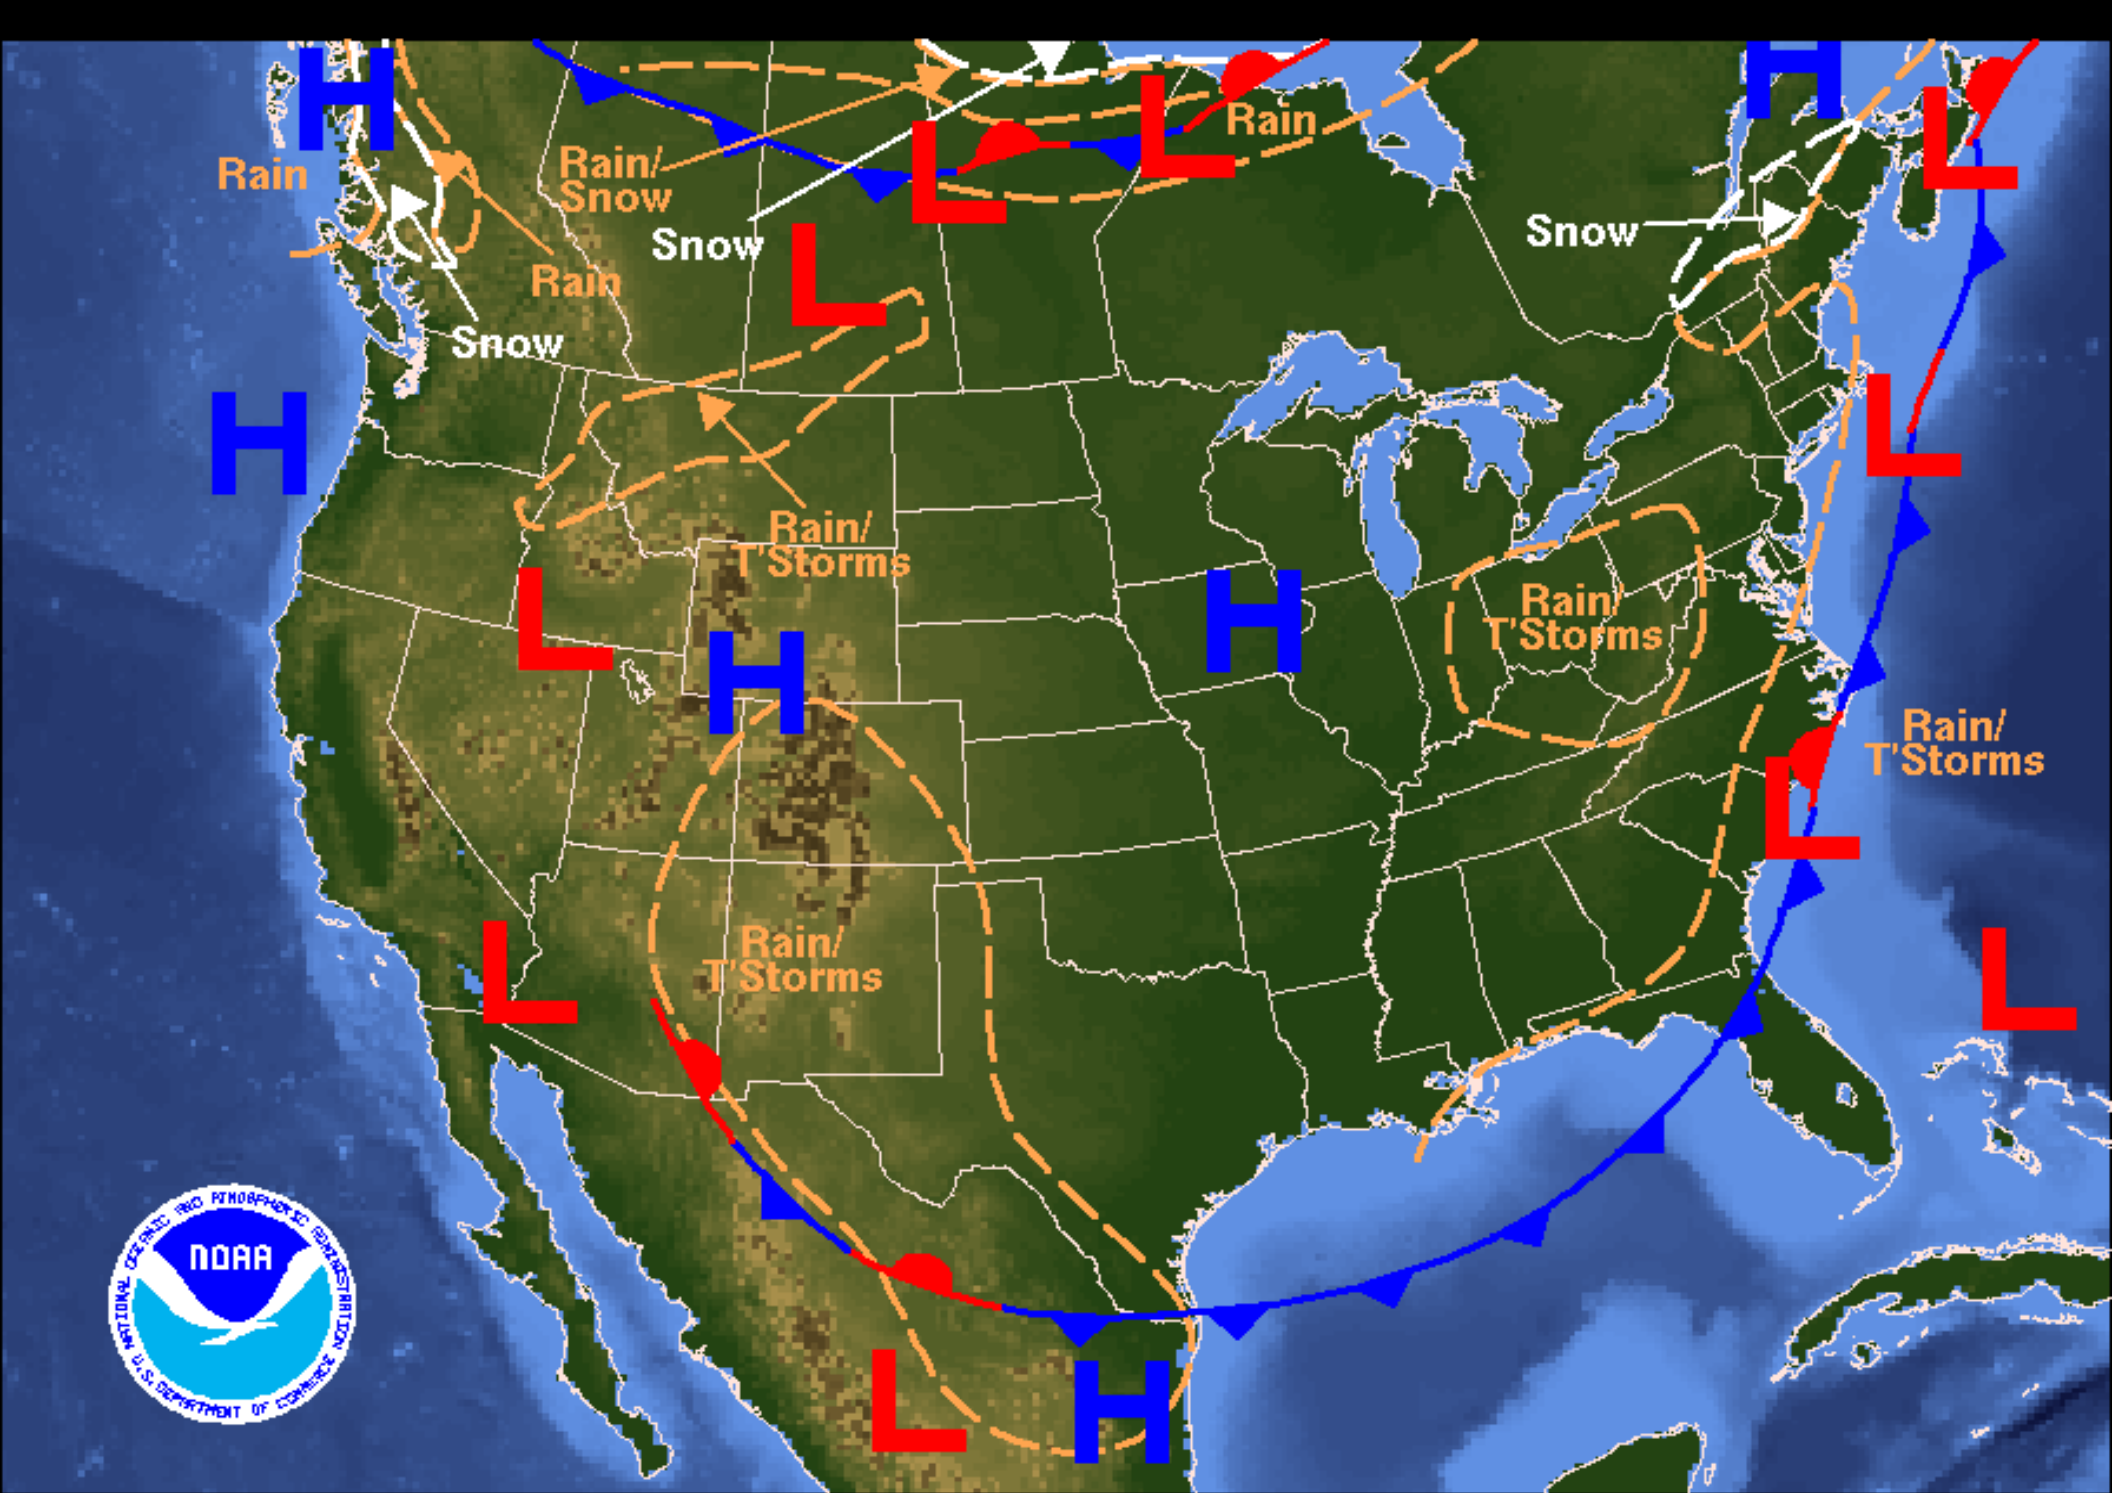 H
H
L
L
L
Rain
Rain/
Snow
Rain
Snow
Snow
L
Rain
Snow
H
L
Rain/
T'Storms
L
H
H
Rain/
T'Storms
L
Rain/
T'Storms
L
Rain/
T'Storms
L
L
NATIONAL OCEANIC AND ATMOSPHERIC ADMINISTRATION
NOAA
U.S. DEPARTMENT OF COMMERCE
L
H